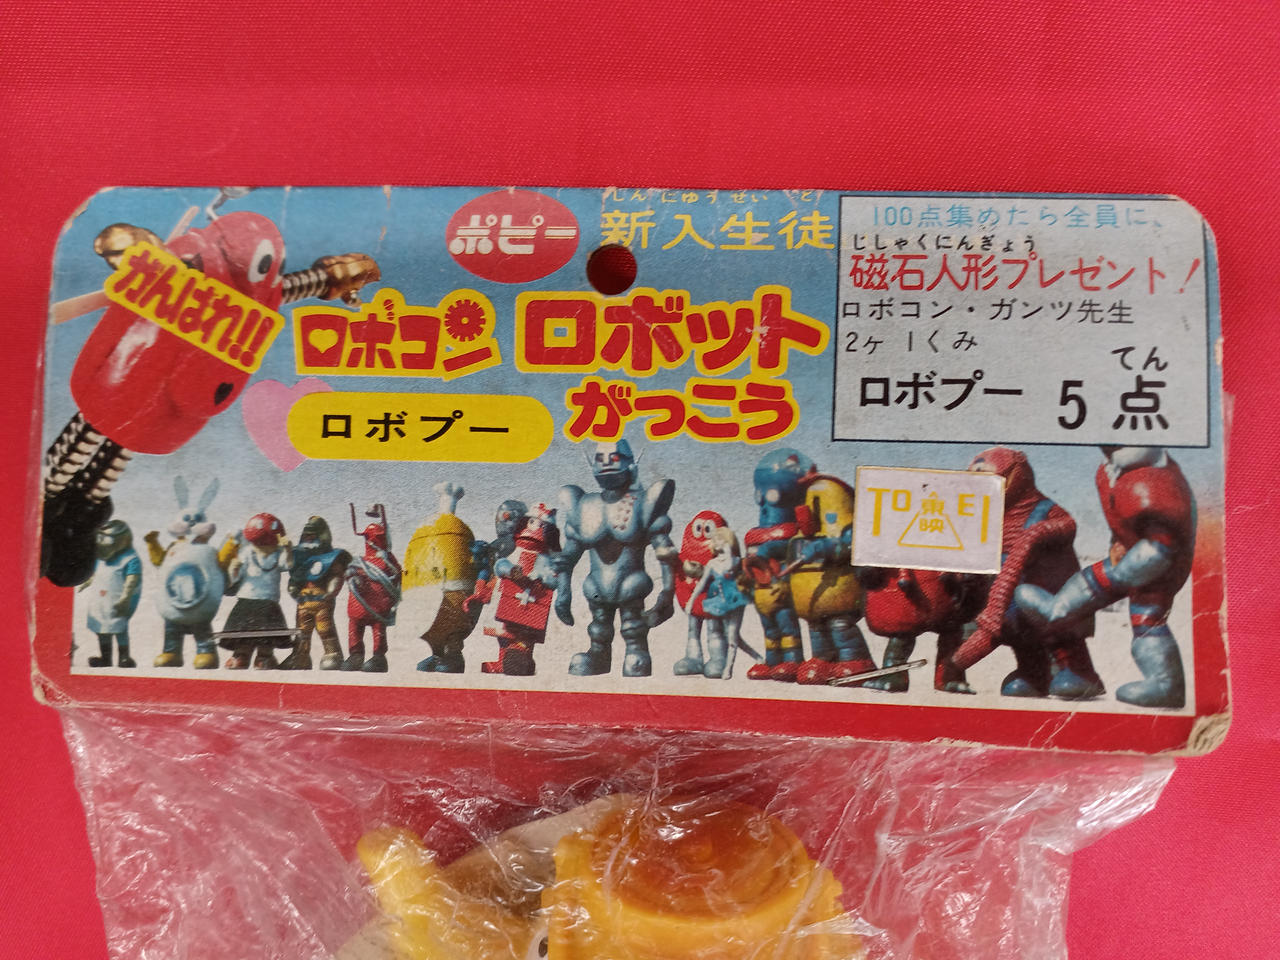 ポピー
しんにゅうせいと
新入生徒
がんばれ!!
ロボコン
ロボット
がっこう
ロボプー
100点集めたら全員に、
じしゃくにんぎょう
磁石人形プレゼント!
ロボコン・ガンツ先生
2ヶ1くみ
てん
ロボプー 5点
TOEI
東映